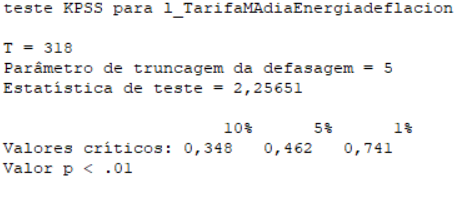 teste KPSS para l_TarifaMAdiaEnergiadeflacion
T = 318
Parâmetro de truncagem da defasagem = 5
Estatística de teste = 2,25651
10% 5% 1%
Valores críticos: 0,348 0,462 0,741
Valor p < .01